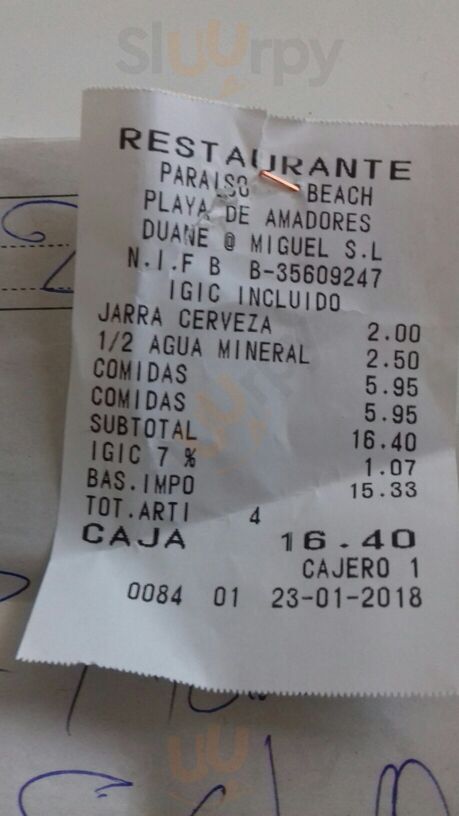 Sluurpy
RESTAURANTE
PARAISO BEACH
PLAYA DE AMADORES
DUANE @ MIGUEL S.L
N.I.F B B-35609247
IGIC INCLUIDO
JARRA CERVEZA 2.00
1/2 AGUA MINERAL 2.50
COMIDAS 5.95
COMIDAS 5.95
SUBTOTAL 16.40
IGIC 7 % 1.07
BAS.IMPO 15.33
TOT.ARTI 4
CAJA 16.40
CAJERO 1
0084 01 23-01-2018